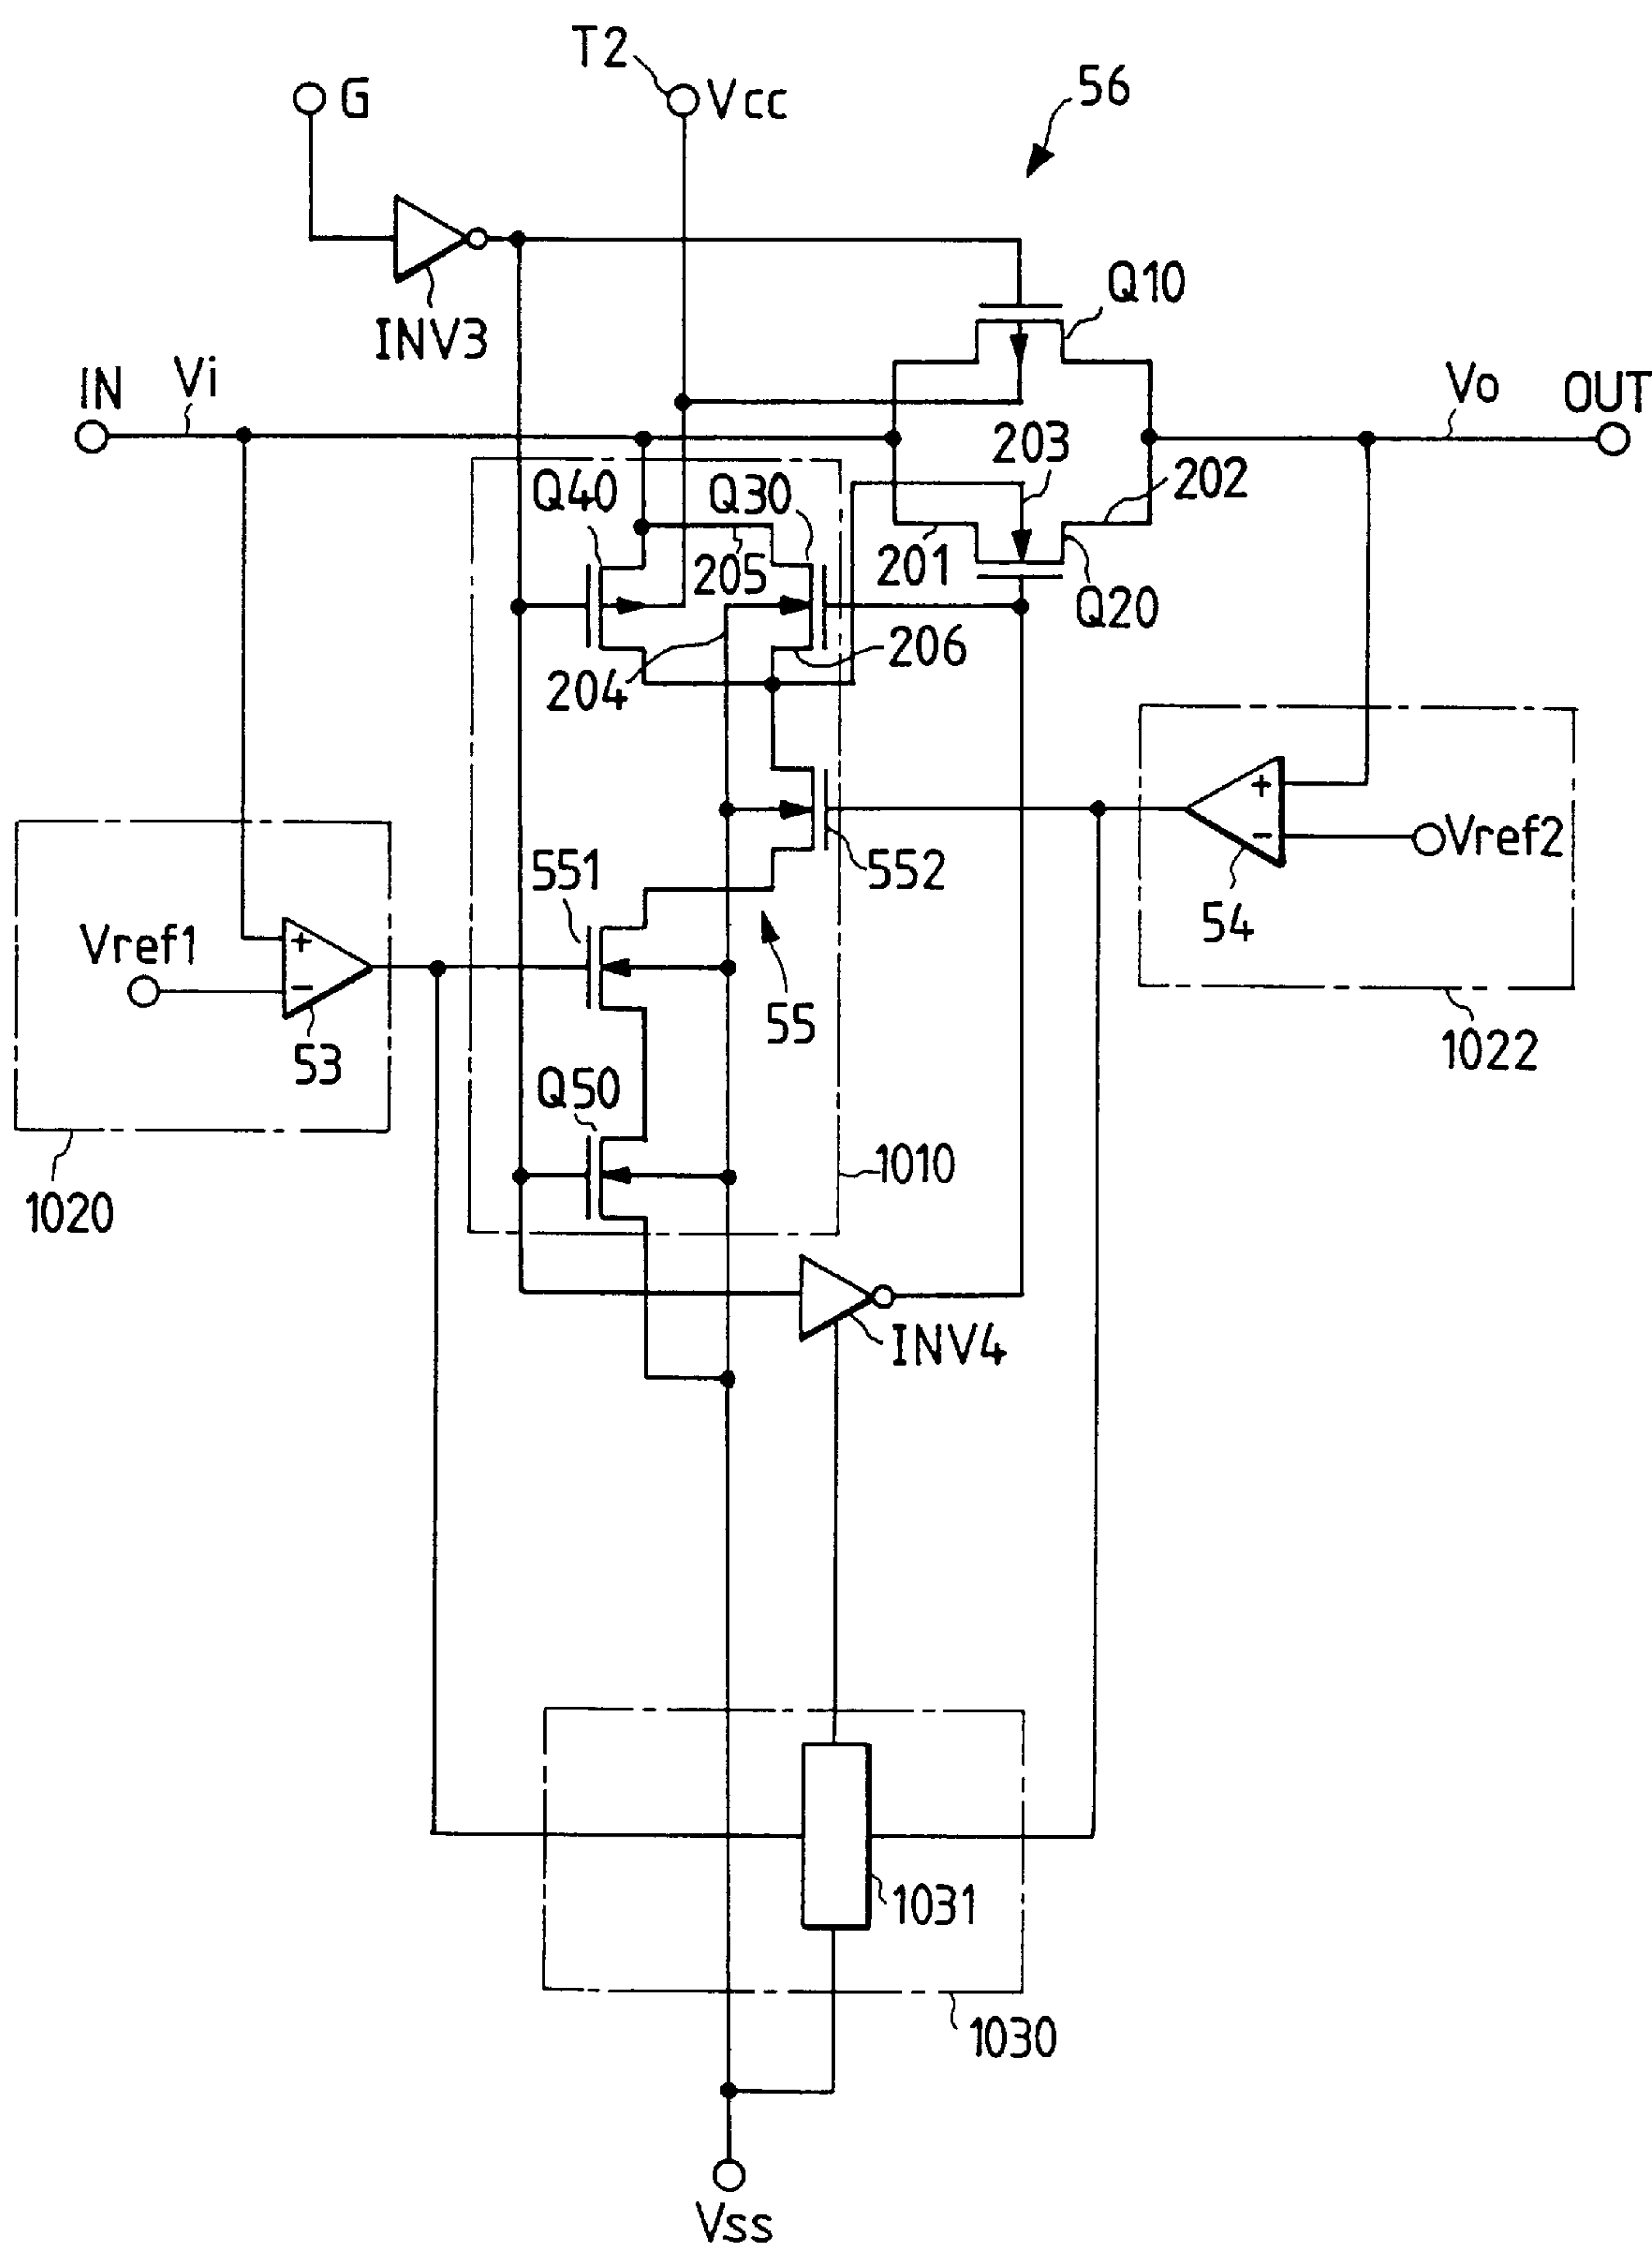 T2
G
Vcc
56
Q10
INV3
IN
Vi
Vo
OUT
203
Q40
Q30
202
205
201
Q20
206
204
551
552
+
−
Vref2
54
Vref1
+
−
53
55
1022
Q50
1010
1020
INV4
1031
1030
Vss